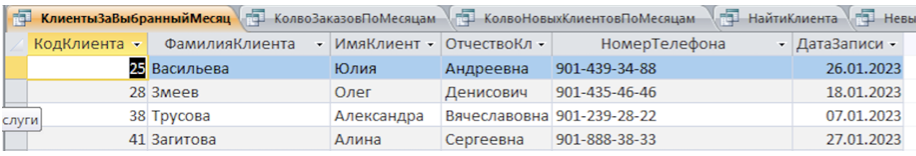 КлиентыЗаВыбранныйМесяц КолвоЗаказовПоМесяцам КолвоНовыхКлиентовПоМесяцам НайтиКлиента Невы
КодКлиента ФамилияКлиента ИмяКлиент ОтчествоКл НомерТелефона ДатаЗаписи
25 Васильева Юлия Андреевна 901-439-34-88 26.01.2023
28 Змеев Олег Денисович 901-435-46-46 18.01.2023
слуги
38 Трусова Александра Вячеславовна 901-239-28-22 07.01.2023
41 Загитова Алина Сергеевна 901-888-38-33 27.01.2023